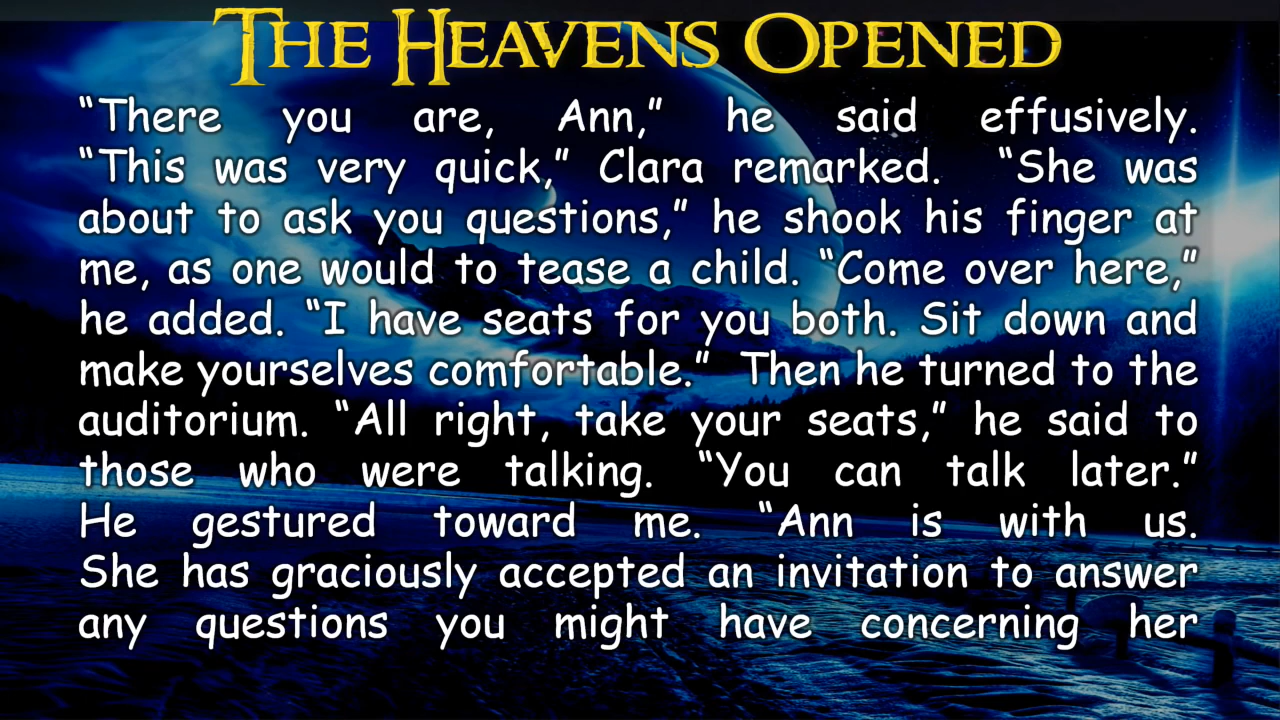 THE HEAVENS OPENED
“There you are, Ann,” he said effusively.
“This was very quick,” Clara remarked. “She was
about to ask you questions,” he shook his finger at
me, as one would to tease a child. “Come over here,”
he added. “I have seats for you both. Sit down and
make yourselves comfortable.” Then he turned to the
auditorium. “All right, take your seats,” he said to
those who were talking. “You can talk later.”
He gestured toward me. “Ann is with us.
She has graciously accepted an invitation to answer
any questions you might have concerning her